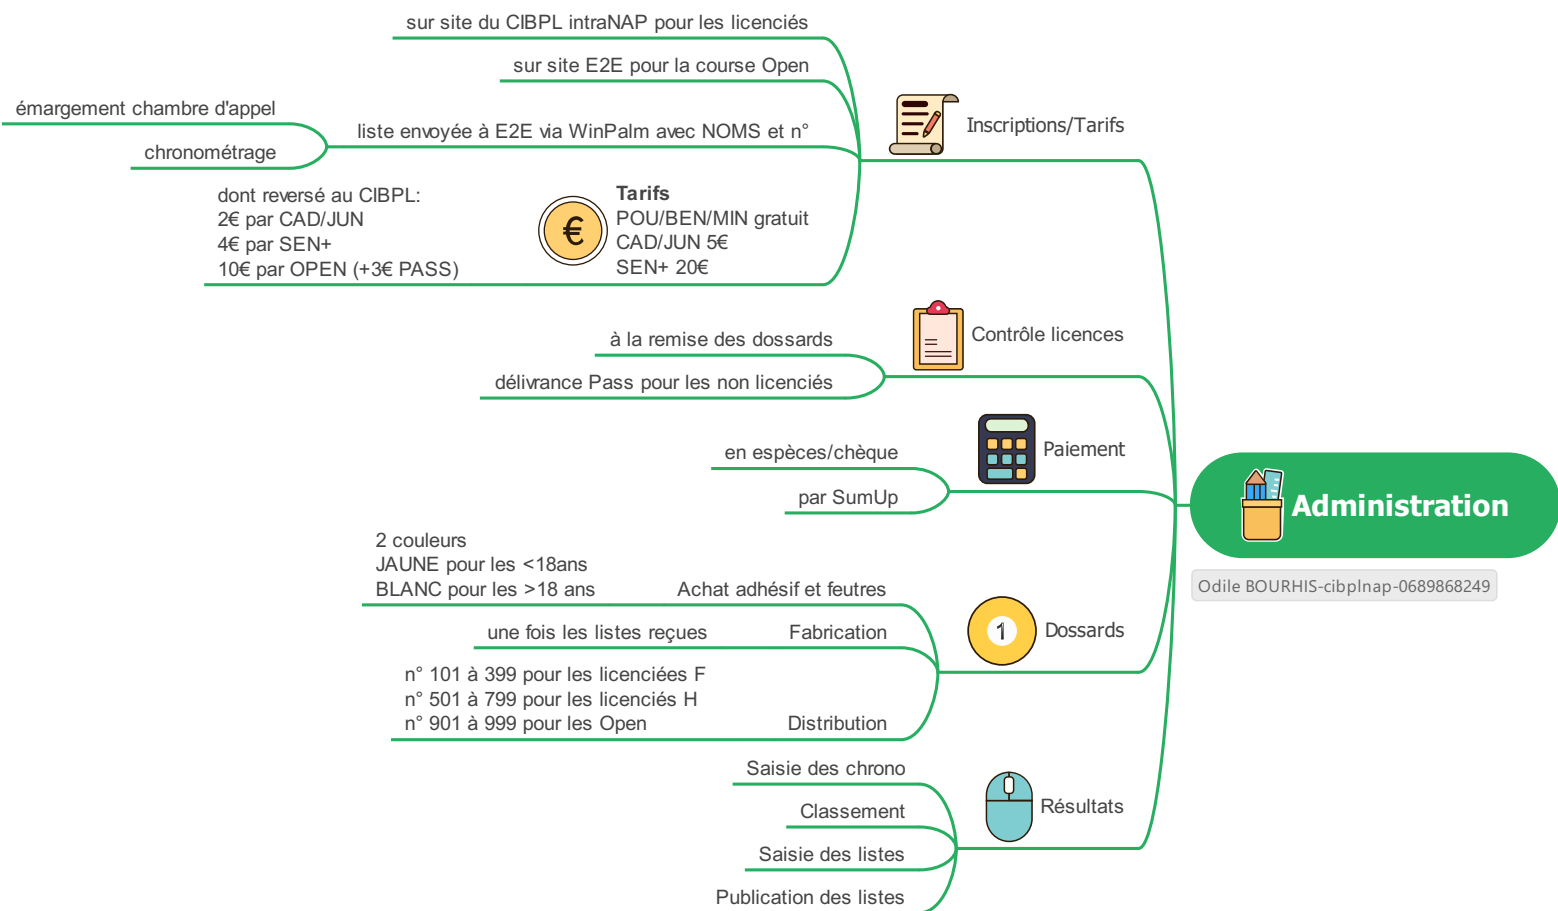 sur site du CIBPL intraNAP pour les licenciés
sur site E2E pour la course Open
émargement chambre d'appel
chronométrage
liste envoyée à E2E via WinPalm avec NOMS et n°
Inscriptions/Tarifs
dont reversé au CIBPL:
2€ par CAD/JUN
4€ par SEN+
10€ par OPEN (+3€ PASS)
€
Tarifs
POU/BEN/MIN gratuit
CAD/JUN 5€
SEN+ 20€
à la remise des dossards
délivrance Pass pour les non licenciés
Contrôle licences
en espèces/chèque
par SumUp
Paiement
Administration
Odile BOURHIS-cibplnap-0689868249
2 couleurs
JAUNE pour les <18ans
BLANC pour les >18 ans
Achat adhésif et feutres
une fois les listes reçues
Fabrication
1
Dossards
n° 101 à 399 pour les licenciées F
n° 501 à 799 pour les licenciés H
n° 901 à 999 pour les Open
Distribution
Saisie des chrono
Classement
Saisie des listes
Publication des listes
Résultats